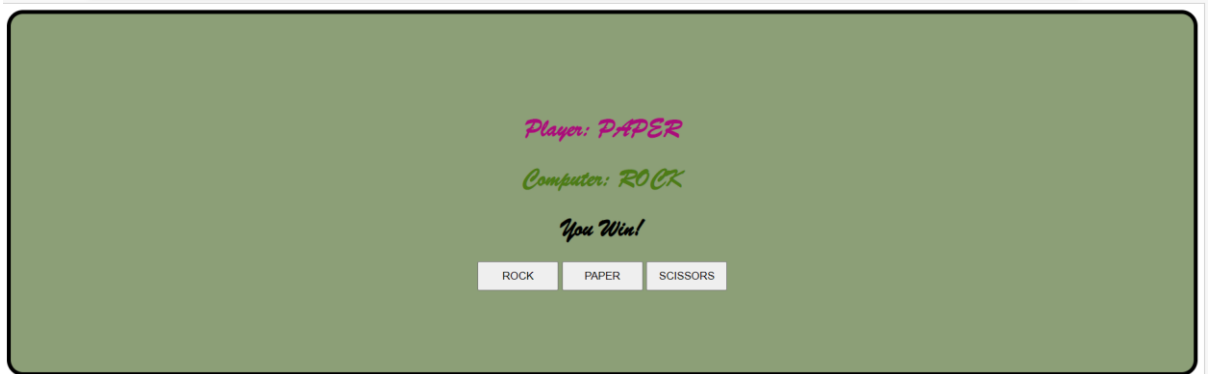 Player: PAPER
Computer: ROCK
You Win!
ROCK PAPER SCISSORS